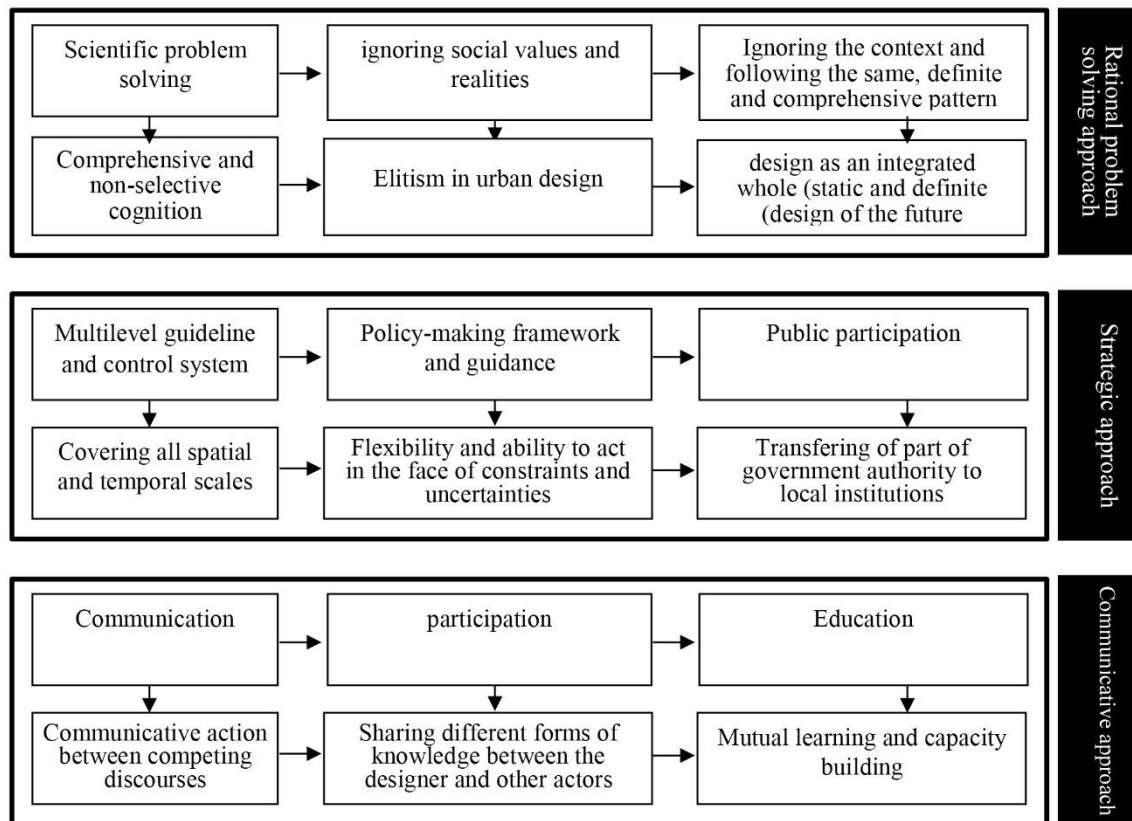 Scientific problem
solving
ignoring social values and
realities
Ignoring the context and
following the same, definite
and comprehensive pattern
Comprehensive and
non-selective
cognition
Elitism in urban design
design as an integrated
whole (static and definite
(design of the future
Rational problem
solving approach
Multilevel guideline
and control system
Policy-making framework
and guidance
Public participation
Covering all spatial
and temporal scales
Flexibility and ability to act
in the face of constraints and
uncertainties
Transfering of part of
government authority to
local institutions
Strategic approach
Communication
participation
Education
Communicative action
between competing
discourses
Sharing different forms of
knowledge between the
designer and other actors
Mutual learning and capacity
building
Communicative approach